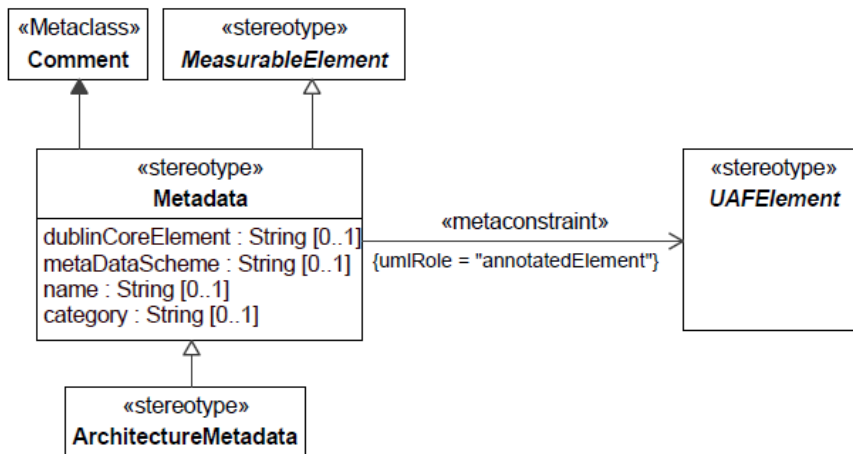 «Metaclass»
Comment
«stereotype»
MeasurableElement
«stereotype»
Metadata
dublinCoreElement : String [0..1]
metaDataScheme : String [0..1]
name : String [0..1]
category : String [0..1]
«metaconstraint»
{umlRole = "annotatedElement"}
«stereotype»
UAFElement
«stereotype»
ArchitectureMetadata